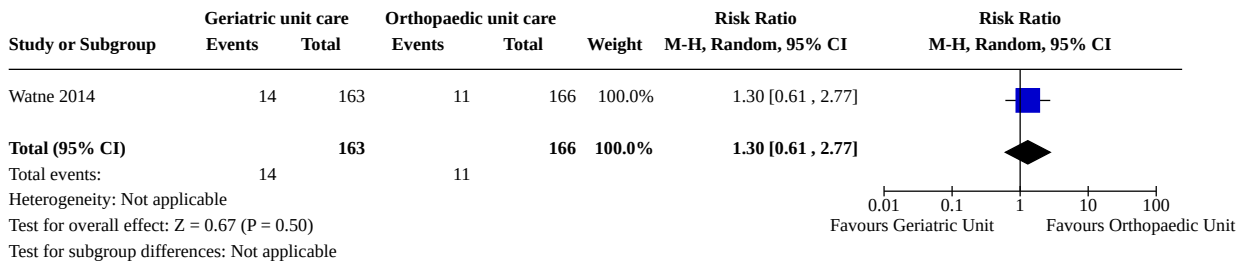 Geriatric unit care Orthopaedic unit care Risk Ratio Risk Ratio
Study or Subgroup Events Total Events Total Weight M-H, Random, 95% CI M-H, Random, 95% CI
Watne 2014 14 163 11 166 100.0% 1.30 [0.61 , 2.77]
Total (95% CI) 163 166 100.0% 1.30 [0.61 , 2.77]
Total events: 14 11
Heterogeneity: Not applicable
0.01 0.1 1 10 100
Test for overall effect: Z = 0.67 (P = 0.50) Favours Geriatric Unit Favours Orthopaedic Unit
Test for subgroup differences: Not applicable